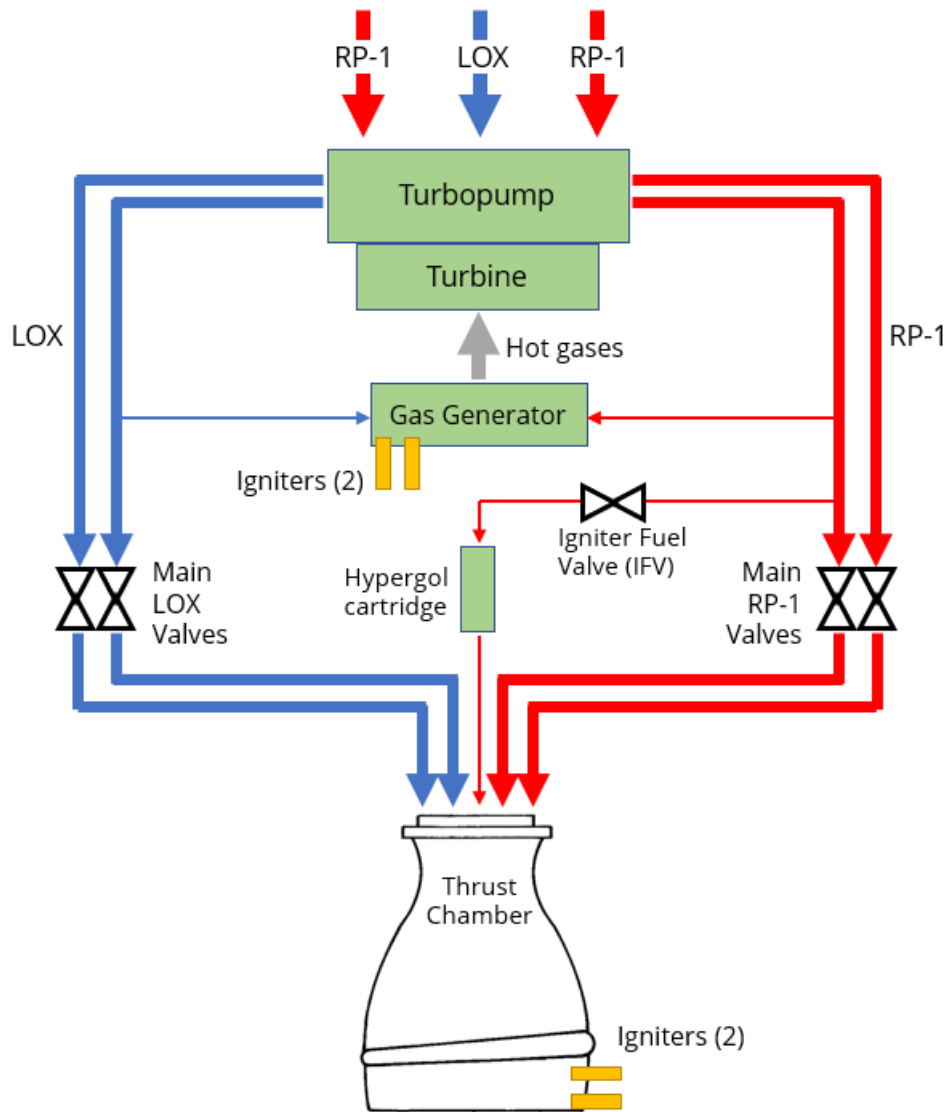 RP-1
LOX
RP-1
Turbopump
Turbine
LOX
RP-1
Hot gases
Gas Generator
Igniters (2)
Igniter Fuel
Valve (IFV)
Hypergol
cartridge
Main
LOX
Valves
Main
RP-1
Valves
Thrust
Chamber
Igniters (2)